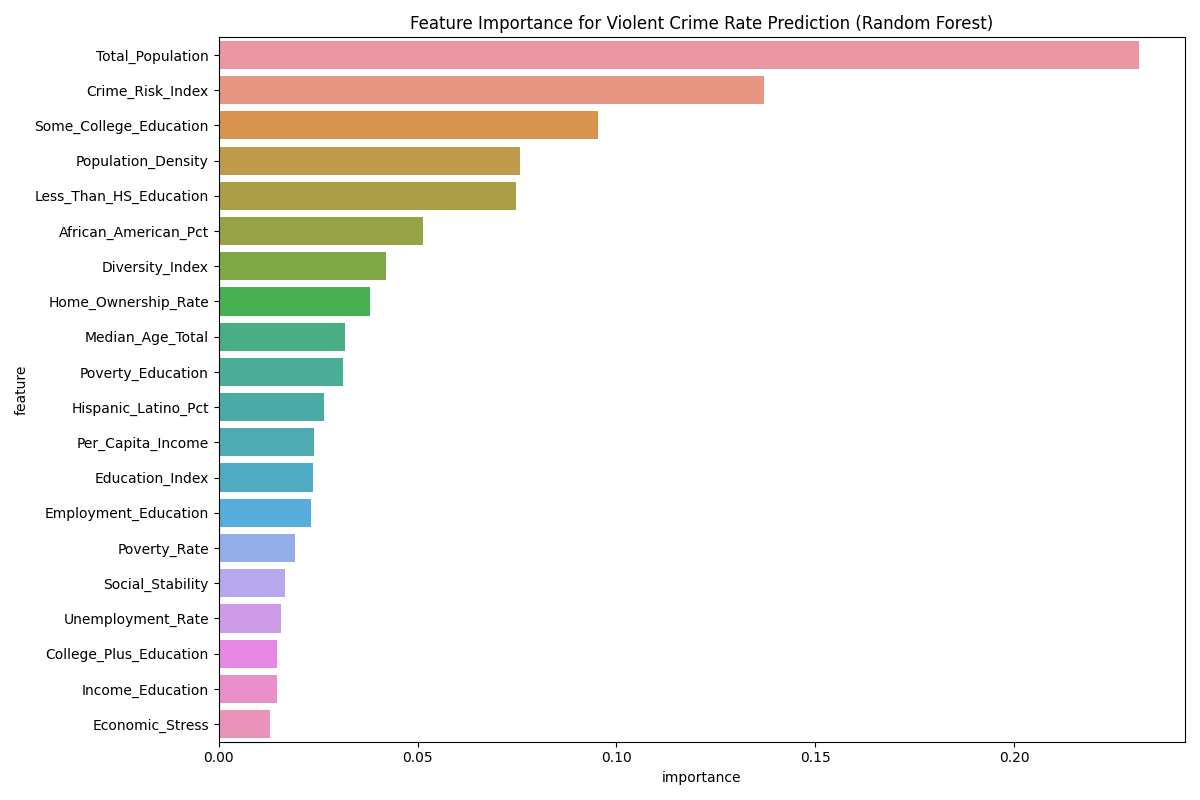 Feature Importance for Violent Crime Rate Prediction (Random Forest)
Total_Population
Crime_Risk_Index
Some_College_Education
Population_Density
Less_Than_HS_Education
African_American_Pct
Diversity_Index
Home_Ownership_Rate
Median_Age_Total
Poverty_Education
Hispanic_Latino_Pct
Per_Capita_Income
Education_Index
Employment_Education
Poverty_Rate
Social_Stability
Unemployment_Rate
College_Plus_Education
Income_Education
Economic_Stress
feature
0.00 0.05 0.10 0.15 0.20
importance